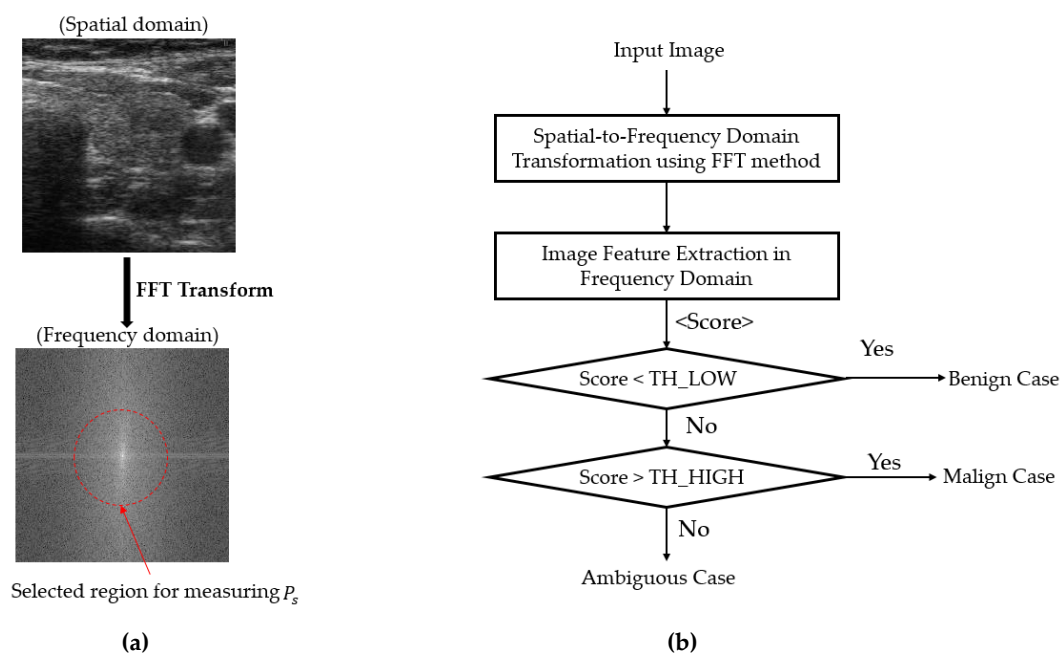 (Spatial domain)
FFT Transform
(Frequency domain)
Selected region for measuring P_s
(a)
Input Image
Spatial-to-Frequency Domain
Transformation using FFT method
Image Feature Extraction in
Frequency Domain
<Score>
Score < TH_LOW
Yes
Benign Case
No
Score > TH_HIGH
Yes
Malign Case
No
Ambiguous Case
(b)